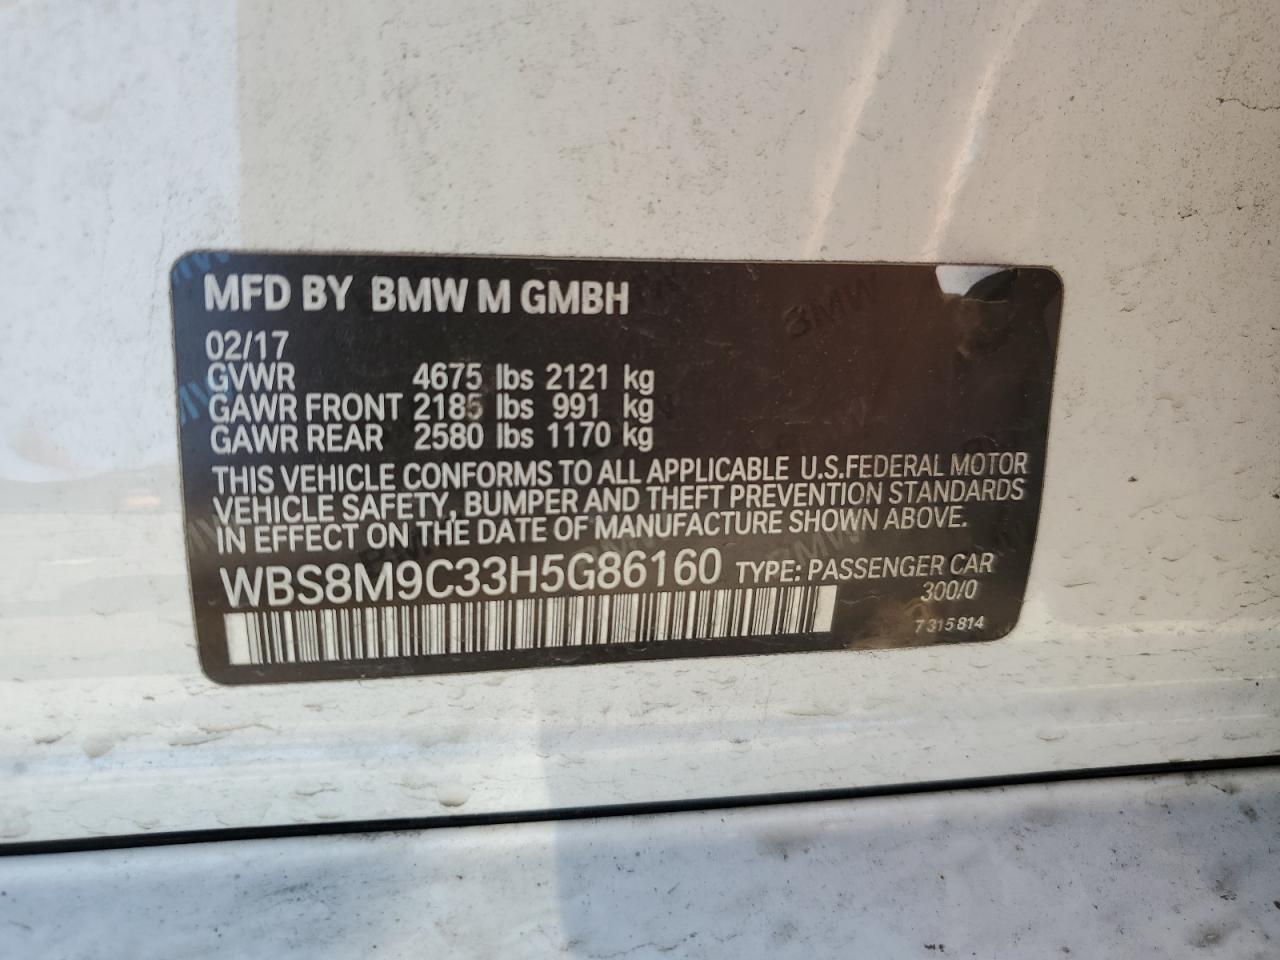 MFD BY BMW M GMBH
02/17
GVWR 4675 lbs 2121 kg
GAWR FRONT 2185 lbs 991 kg
GAWR REAR 2580 lbs 1170 kg
THIS VEHICLE CONFORMS TO ALL APPLICABLE U.S.FEDERAL MOTOR
VEHICLE SAFETY, BUMPER AND THEFT PREVENTION STANDARDS
IN EFFECT ON THE DATE OF MANUFACTURE SHOWN ABOVE.
WBS8M9C33H5G86160 TYPE: PASSENGER CAR
300/0
7315814